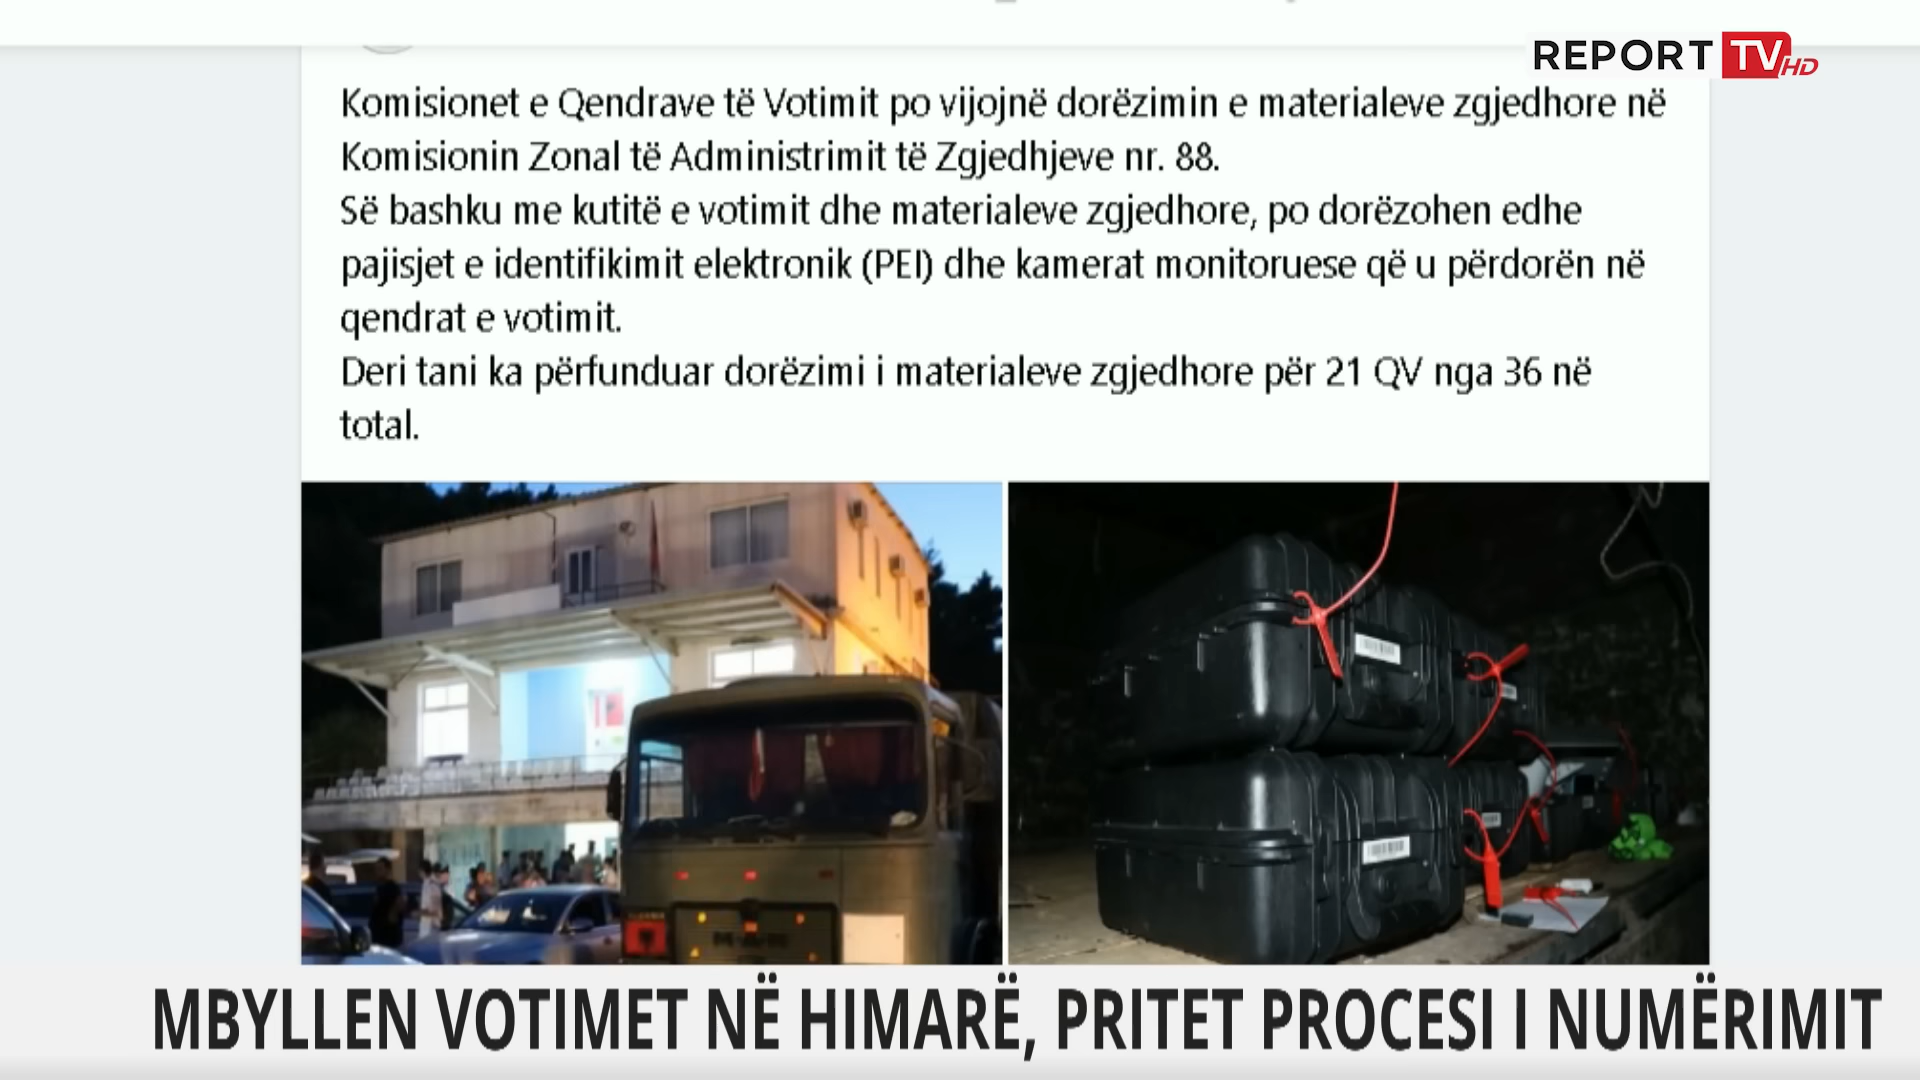 REPORT TV HD
Komisionet e Qendrave të Votimit po vijojnë dorëzimin e materialeve zgjedhore në
Komisionin Zonal të Administrimit të Zgjedhjeve nr. 88.
Së bashku me kutitë e votimit dhe materialeve zgjedhore, po dorëzohen edhe
pajisjet e identifikimit elektronik (PEI) dhe kamerat monitoruese që u përdorën në
qendrat e votimit.
Deri tani ka përfunduar dorëzimi i materialeve zgjedhore për 21 QV nga 36 në
total.
MBYLLEN VOTIMET NË HIMARË, PRITET PROCESI I NUMËRIMIT